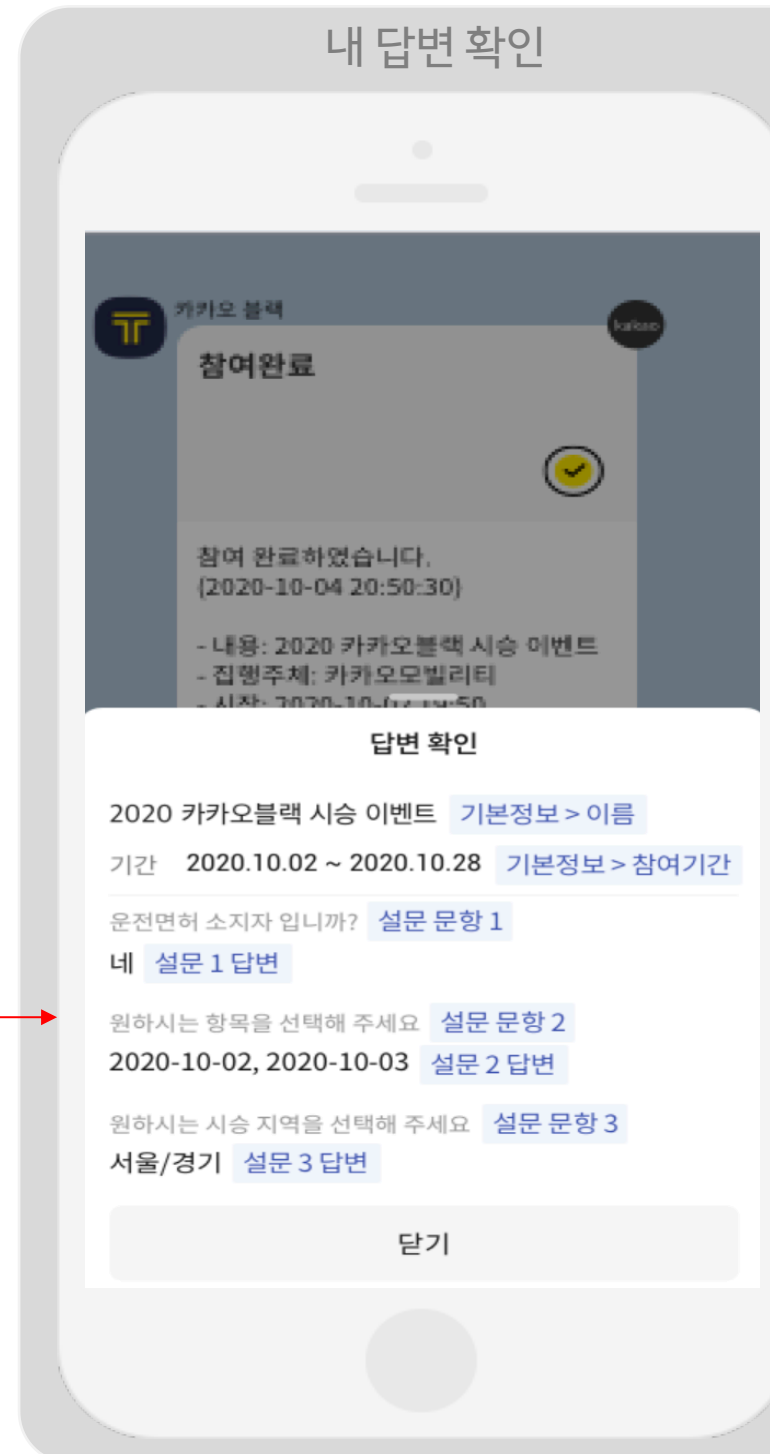 내 답변 확인
카카오 블랙
kakao
참여완료
참여 완료하였습니다.
(2020-10-04 20:50:30)
- 내용: 2020 카카오블랙 시승 이벤트
- 집행주체: 카카오모빌리티
- 시작: 2020-10-02 19:50
답변 확인
2020 카카오블랙 시승 이벤트 기본정보 > 이름
기간 2020.10.02 ~ 2020.10.28 기본정보 > 참여기간
운전면허 소지자 입니까? 설문 문항 1
네 설문 1 답변
원하시는 항목을 선택해 주세요 설문 문항 2
2020-10-02, 2020-10-03 설문 2 답변
원하시는 시승 지역을 선택해 주세요 설문 문항 3
서울/경기 설문 3 답변
닫기